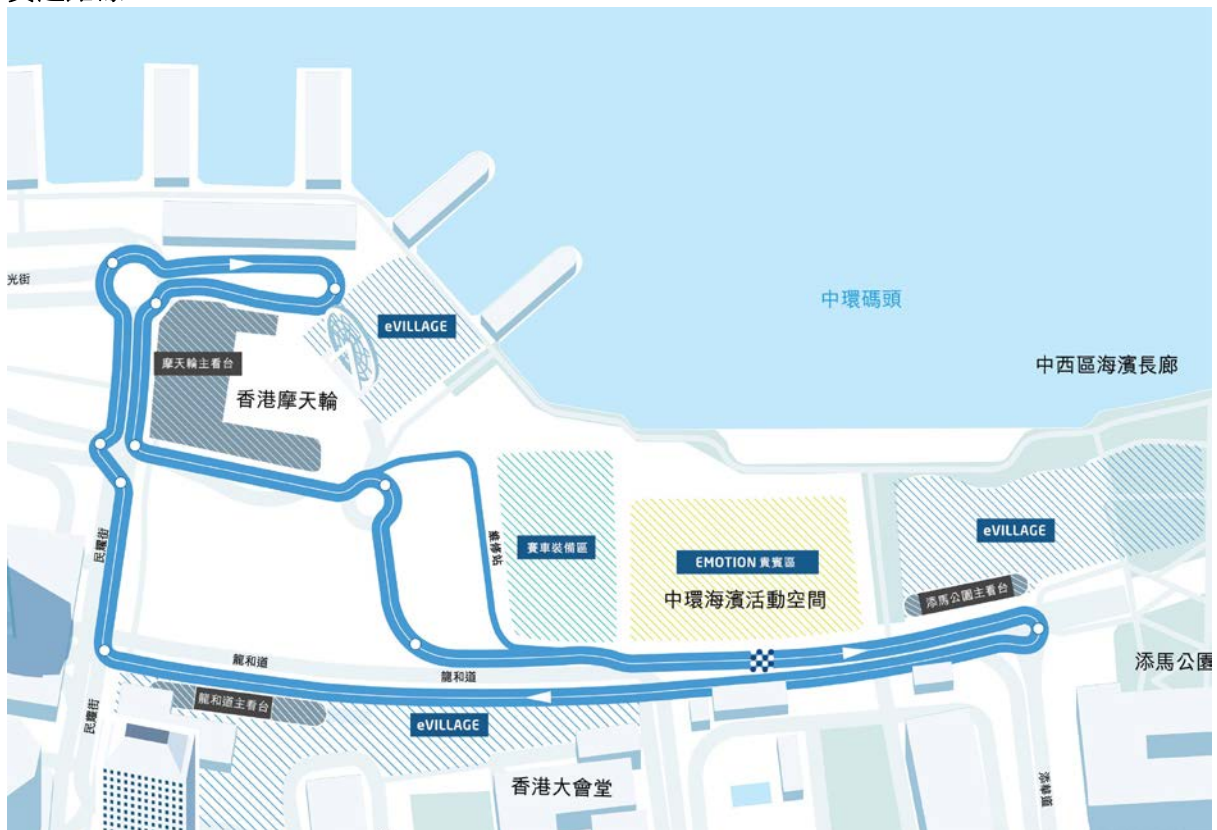 光街
eVILLAGE
中環碼頭
中西區海濱長廊
摩天輪主看台
香港摩天輪
民耀街
維修站
賽車裝備區
EMOTION 貴賓區
中環海濱活動空間
eVILLAGE
添馬公園主看台
龍和道
龍和道
添馬公園
龍和道主看台
eVILLAGE
民耀街
香港大會堂
添華道